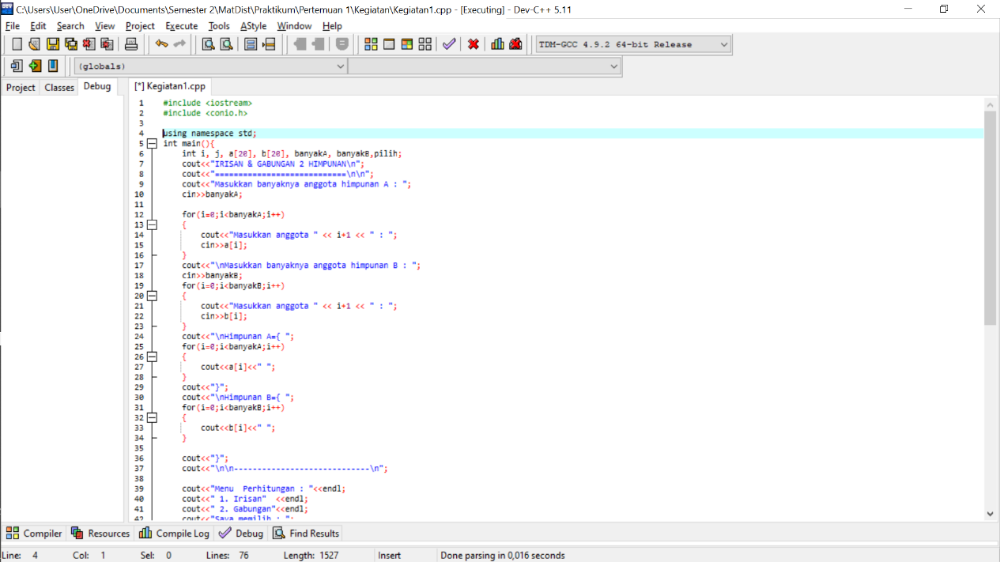 C:\Users\User\OneDrive\Documents\Semester 2\MatDist\Praktikum\Pertemuan 1\Kegiatan\Kegiatan1.cpp - [Executing] - Dev-C++ 5.11
File Edit Search View Project Execute Tools AStyle Window Help
TDM-GCC 4.9.2 64-bit Release
(globals)
Project Classes Debug
[*] Kegiatan1.cpp
1 #include <iostream>
2 #include <conio.h>
3
4 using namespace std;
5 int main(){
6 int i, j, a[20], b[20], banyakA, banyakB,pilih;
7 cout<<"IRISAN & GABUNGAN 2 HIMPUNAN\n";
8 cout<<"============================\n\n";
9 cout<<"Masukkan banyaknya anggota himpunan A : ";
10 cin>>banyakA;
11
12 for(i=0;i<banyakA;i++)
13 {
14 cout<<"Masukkan anggota " << i+1 << " : ";
15 cin>>a[i];
16 }
17 cout<<"\nMasukkan banyaknya anggota himpunan B : ";
18 cin>>banyakB;
19 for(i=0;i<banyakB;i++)
20 {
21 cout<<"Masukkan anggota " << i+1 << " : ";
22 cin>>b[i];
23 }
24 cout<<"\nHimpunan A={ ";
25 for(i=0;i<banyakA;i++)
26 {
27 cout<<a[i]<<" ";
28 }
29 cout<<"}";
30 cout<<"\nHimpunan B={ ";
31 for(i=0;i<banyakB;i++)
32 {
33 cout<<b[i]<<" ";
34 }
35
36 cout<<"}";
37 cout<<"\n\n-----------------------------\n";
38
39 cout<<"Menu  Perhitungan : "<<endl;
40 cout<<" 1. Irisan"  <<endl;
41 cout<<" 2. Gabungan"<<endl;
42 cout<<"Saya memilih : ";
Compiler Resources Compile Log Debug Find Results
Line: 4 Col: 1 Sel: 0 Lines: 76 Length: 1527 Insert Done parsing in 0,016 seconds